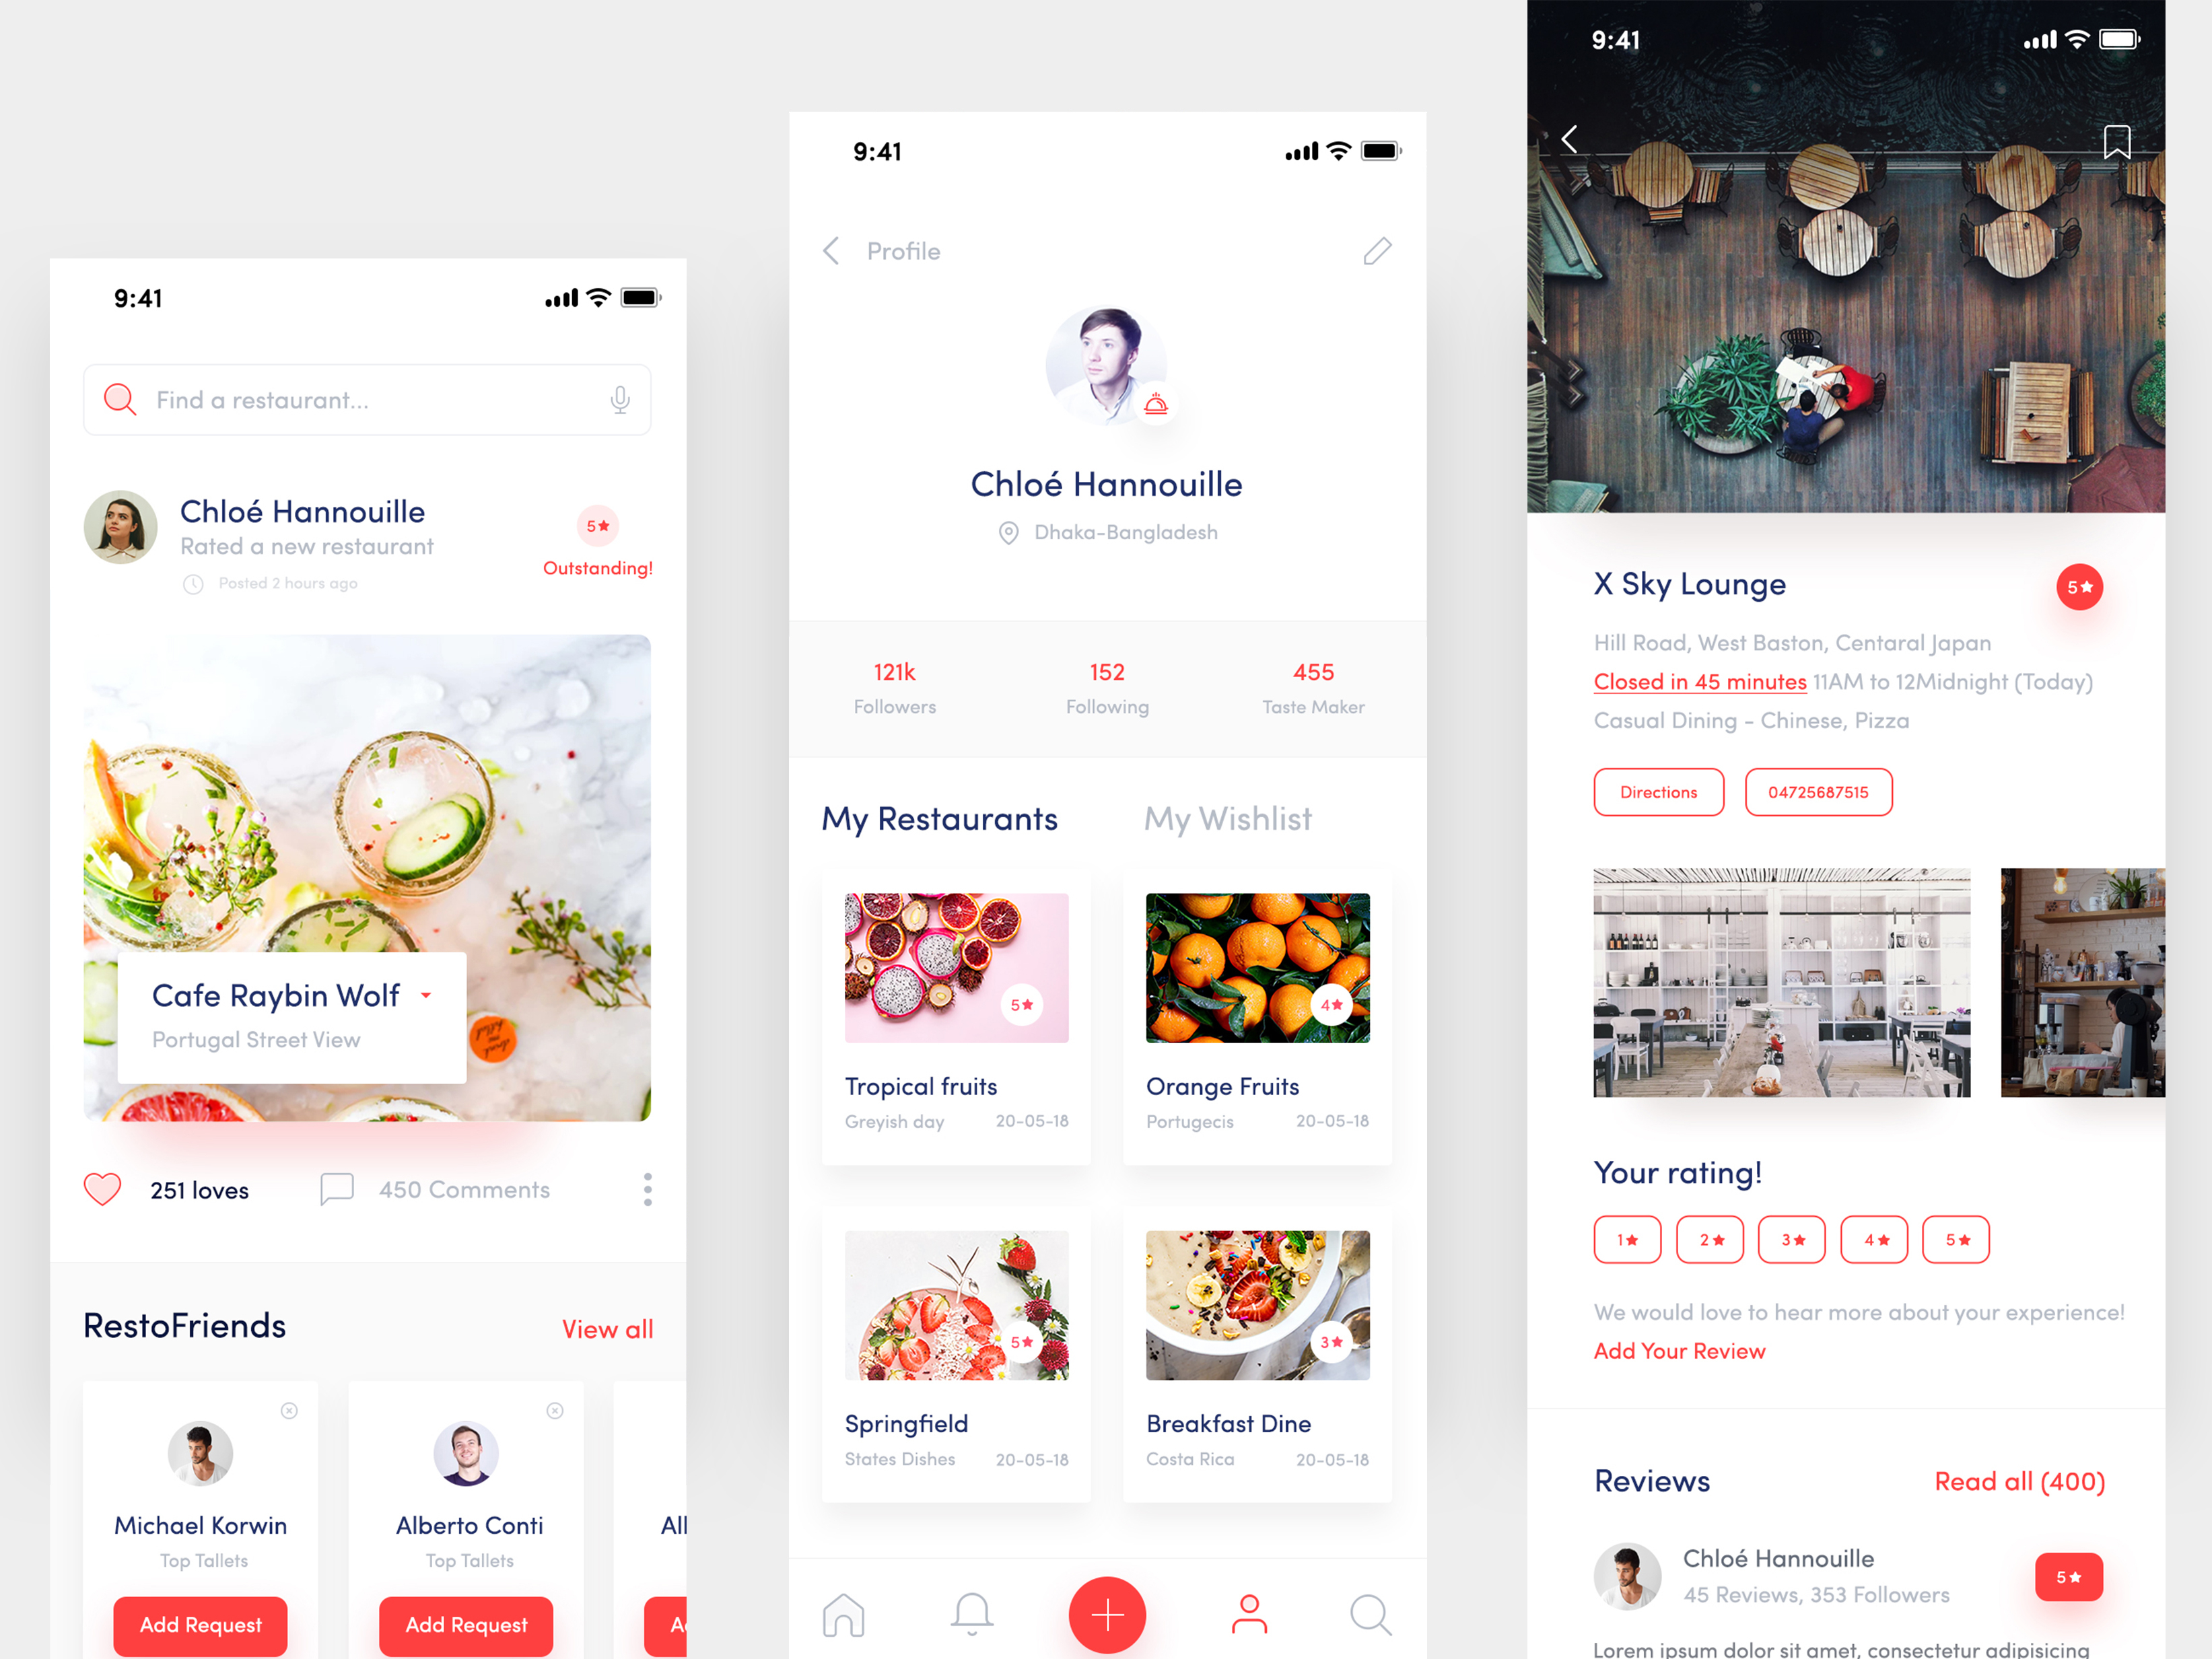 9:41
Find a restaurant...
Chloé Hannouille
Rated a new restaurant
Posted 2 hours ago
5★
Outstanding!
Cafe Raybin Wolf
Portugal Street View
251 loves
450 Comments
RestoFriends
View all
Michael Korwin
Top Tallets
Add Request
Alberto Conti
Top Tallets
Add Request
9:41
Profile
Chloé Hannouille
Dhaka-Bangladesh
121k
Followers
152
Following
455
Taste Maker
My Restaurants
My Wishlist
5★
Tropical fruits
Greyish day
20-05-18
4★
Orange Fruits
Portugecis
20-05-18
5★
Springfield
States Dishes
20-05-18
3★
Breakfast Dine
Costa Rica
20-05-18
9:41
X Sky Lounge
5★
Hill Road, West Baston, Centaral Japan
Closed in 45 minutes 11AM to 12Midnight (Today)
Casual Dining - Chinese, Pizza
Directions
04725687515
Your rating!
1★
2★
3★
4★
5★
We would love to hear more about your experience!
Add Your Review
Reviews
Read all (400)
Chloé Hannouille
45 Reviews, 353 Followers
5★
Lorem ipsum dolor sit amet, consectetur adipisicing